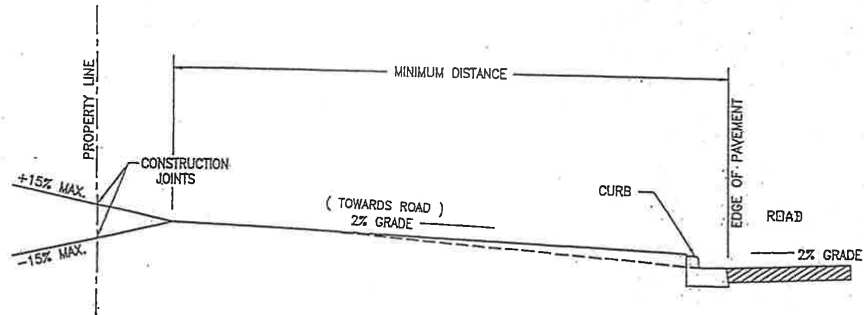 MINIMUM DISTANCE
PROPERTY LINE
EDGE OF PAVEMENT
CONSTRUCTION
JOINTS
+15% MAX.
-15% MAX.
( TOWARDS ROAD )
2% GRADE
CURB
ROAD
2% GRADE